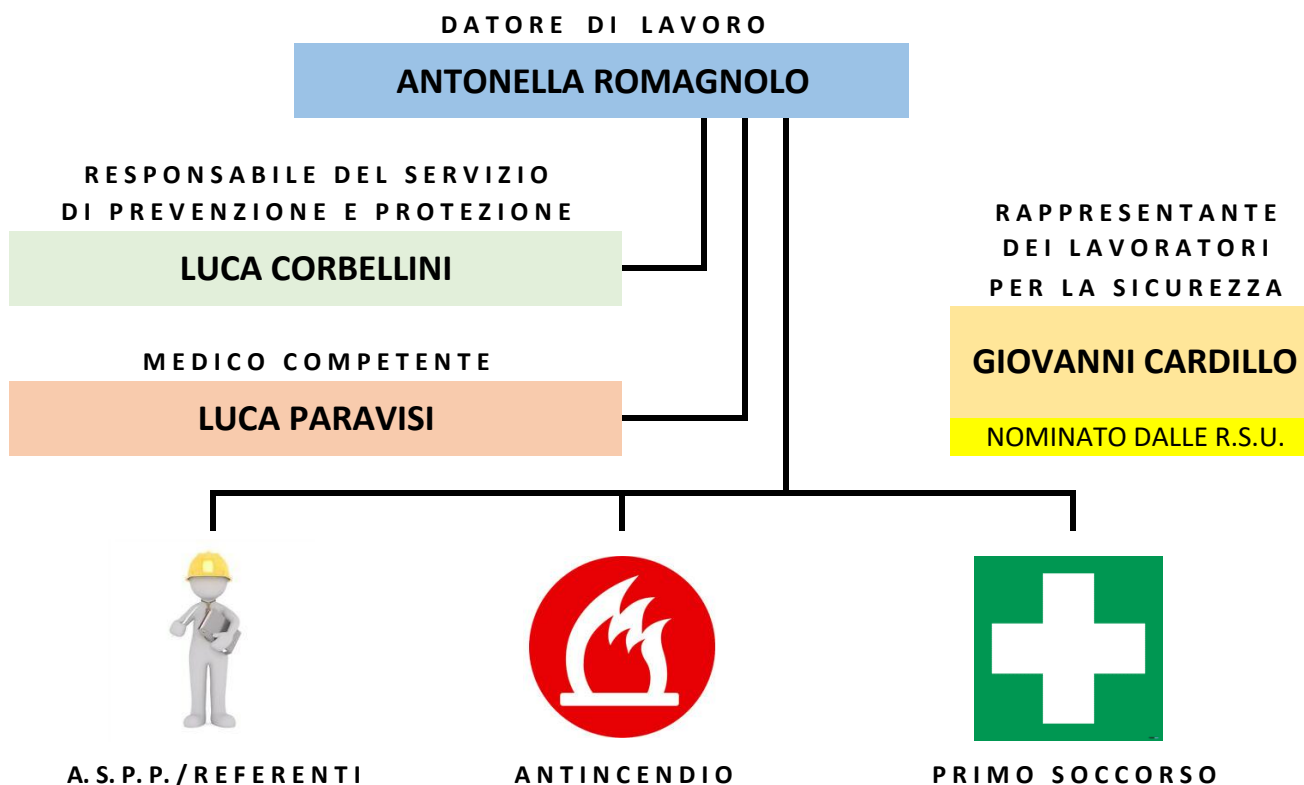 DATORE DI LAVORO
ANTONELLA ROMAGNOLO
RESPONSABILE DEL SERVIZIO
DI PREVENZIONE E PROTEZIONE
LUCA CORBELLINI
RAPPRESENTANTE
DEI LAVORATORI
PER LA SICUREZZA
GIOVANNI CARDILLO
NOMINATO DALLE R.S.U.
MEDICO COMPETENTE
LUCA PARAVISI
A.S.P.P./REFERENTI
ANTINCENDIO
PRIMO SOCCORSO